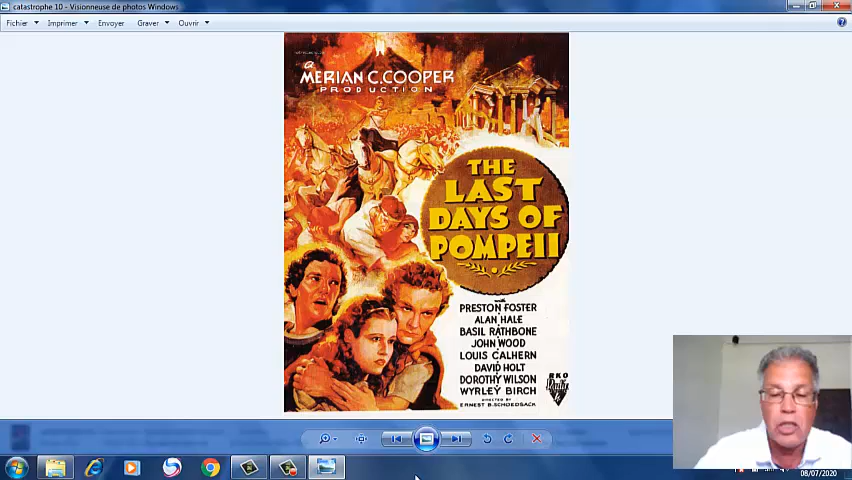 catastrophe 10 - Visionneuse de photos Windows
Fichier Imprimer Envoyer Graver Ouvrir
A
MERIAN C. COOPER
PRODUCTION
THE
LAST
DAYS OF
POMPEII
with
PRESTON FOSTER
ALAN HALE
BASIL RATHBONE
JOHN WOOD
LOUIS CALHERN
DAVID HOLT
DOROTHY WILSON
WYRLEY BIRCH
DIRECTED BY
ERNEST B. SCHOEDSACK
RKO
Radio
08/07/2020